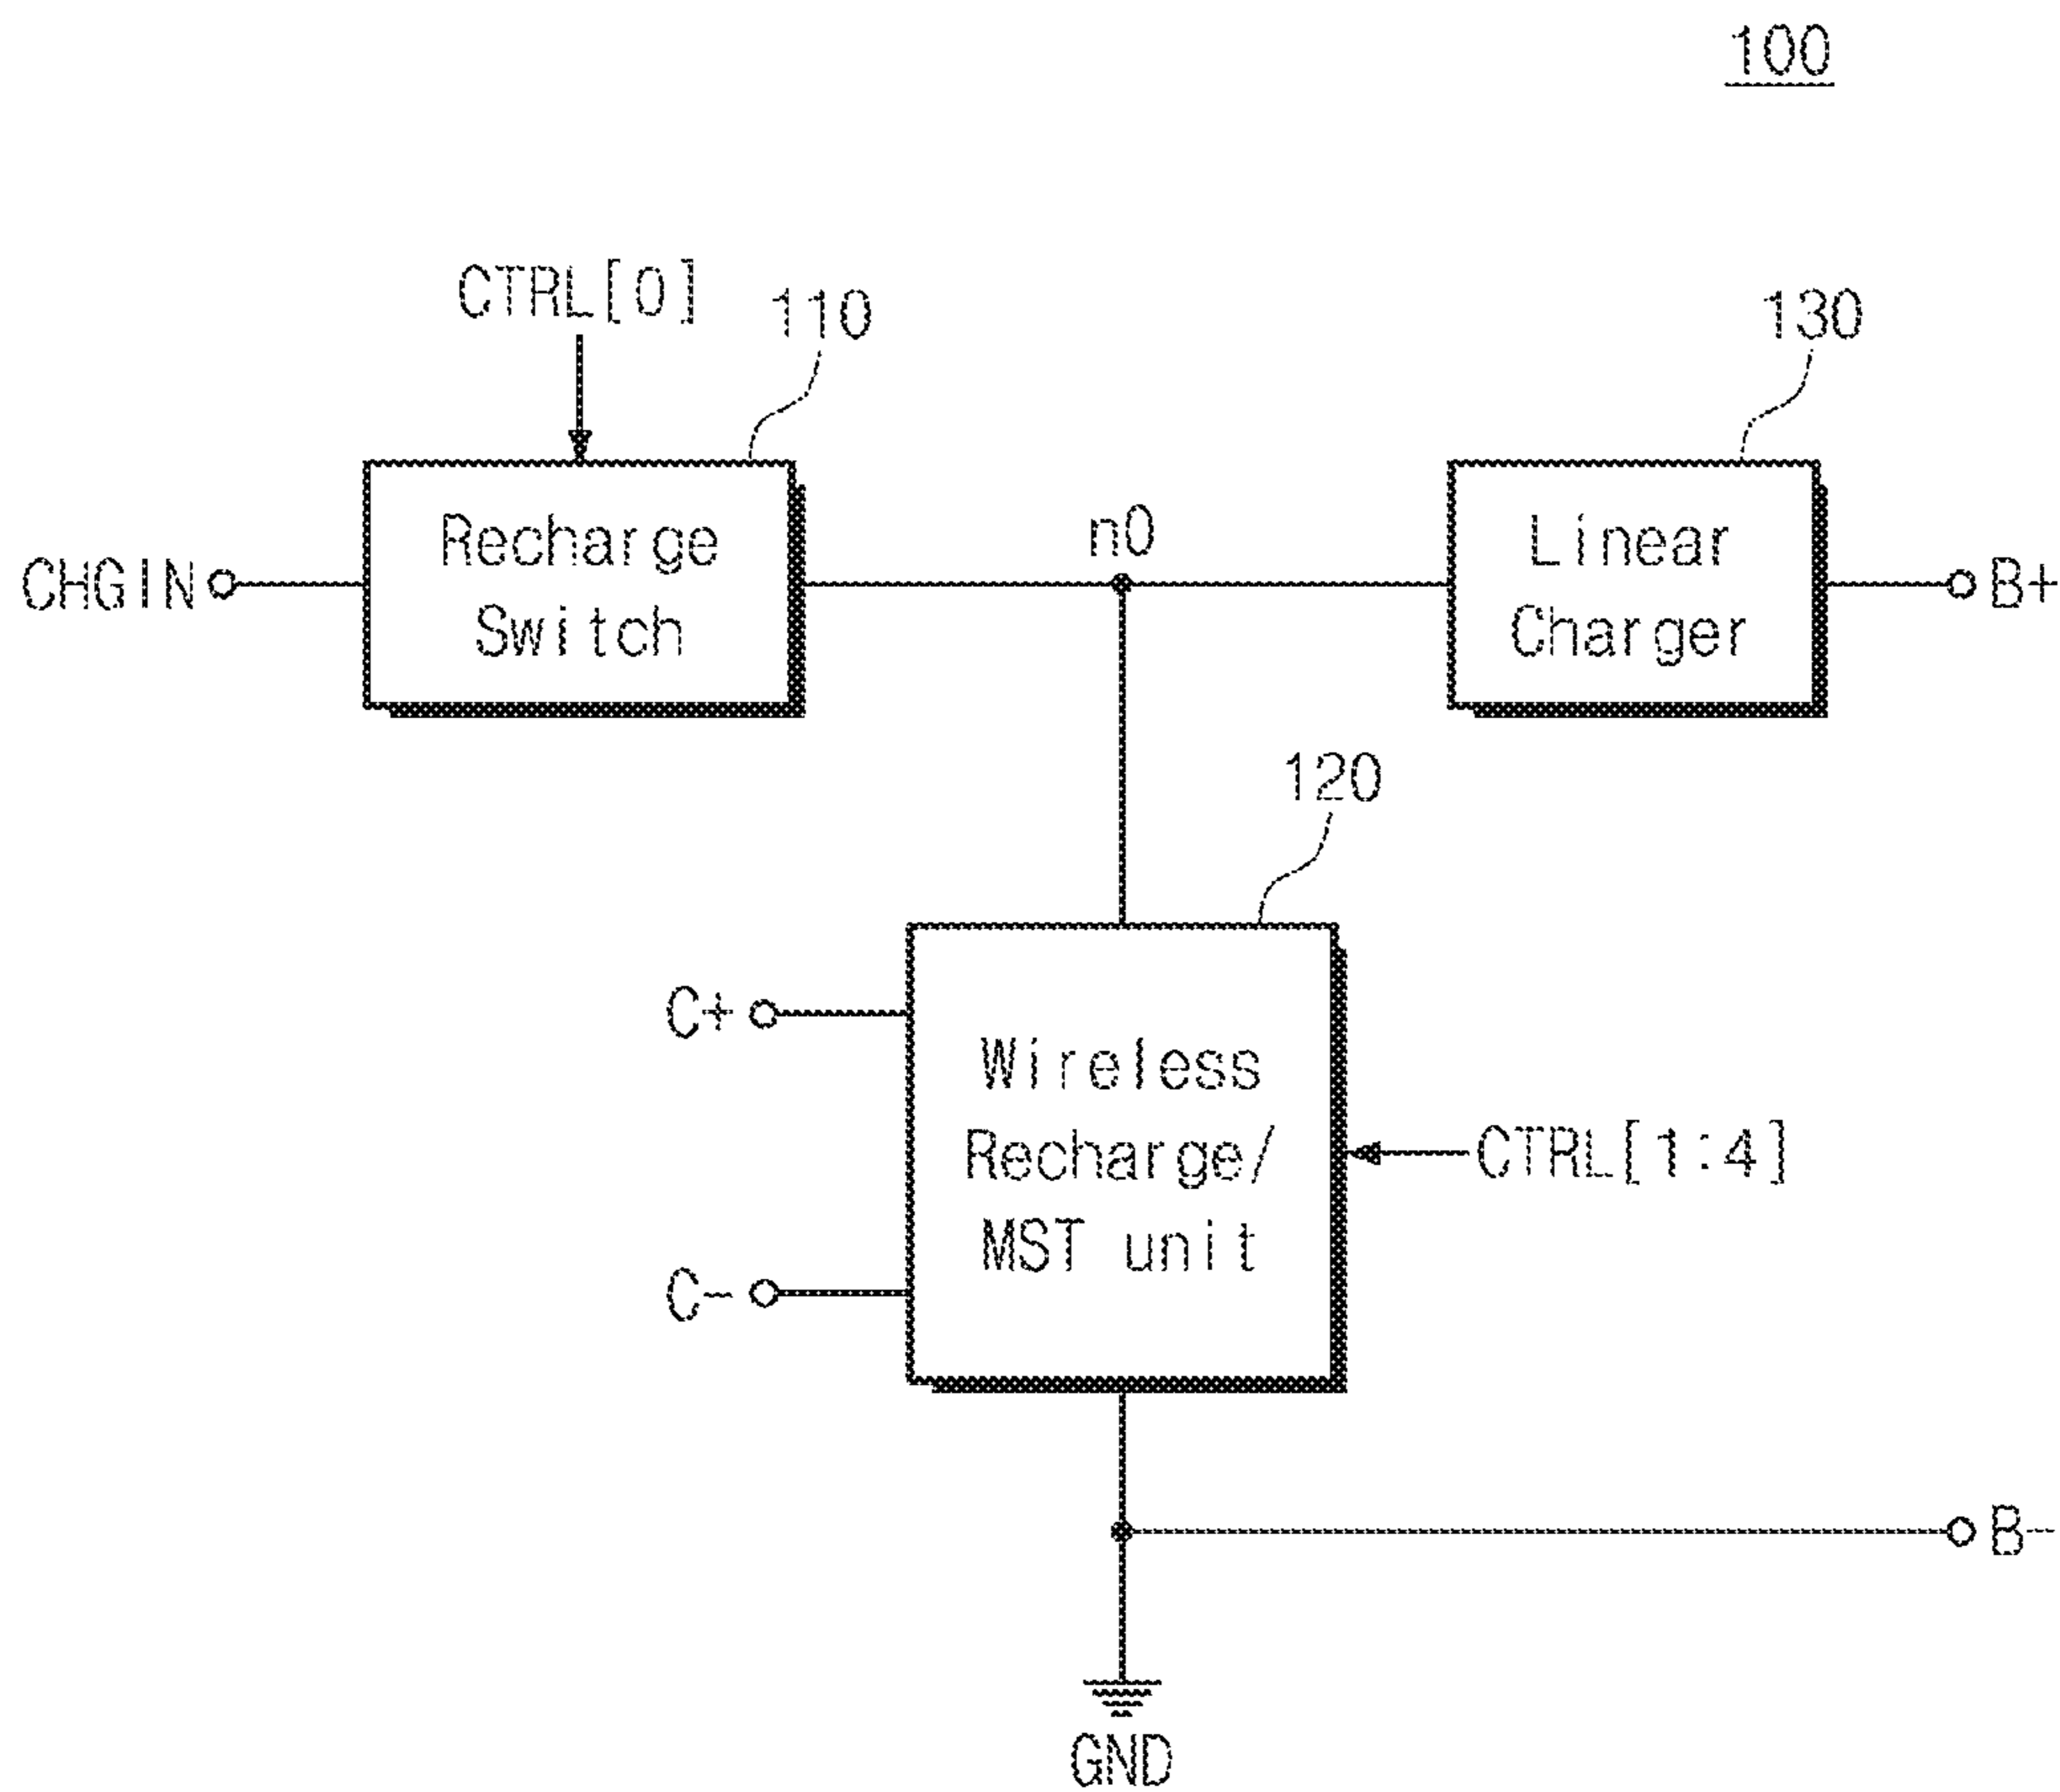 100
CTRL[0]
110
130
Recharge
Switch
n0
Linear
Charger
CHGIN
B+
120
C+
Wireless
Recharge/
MST unit
CTRL[1:4]
C-
B-
GND